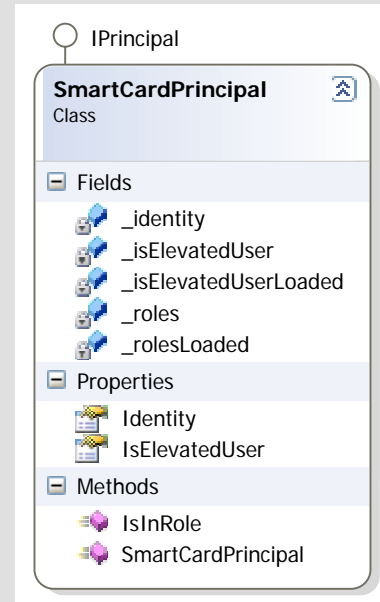 IPrincipal
SmartCardPrincipal
Class
Fields
_identity
_isElevatedUser
_isElevatedUserLoaded
_roles
_rolesLoaded
Properties
Identity
IsElevatedUser
Methods
IsInRole
SmartCardPrincipal